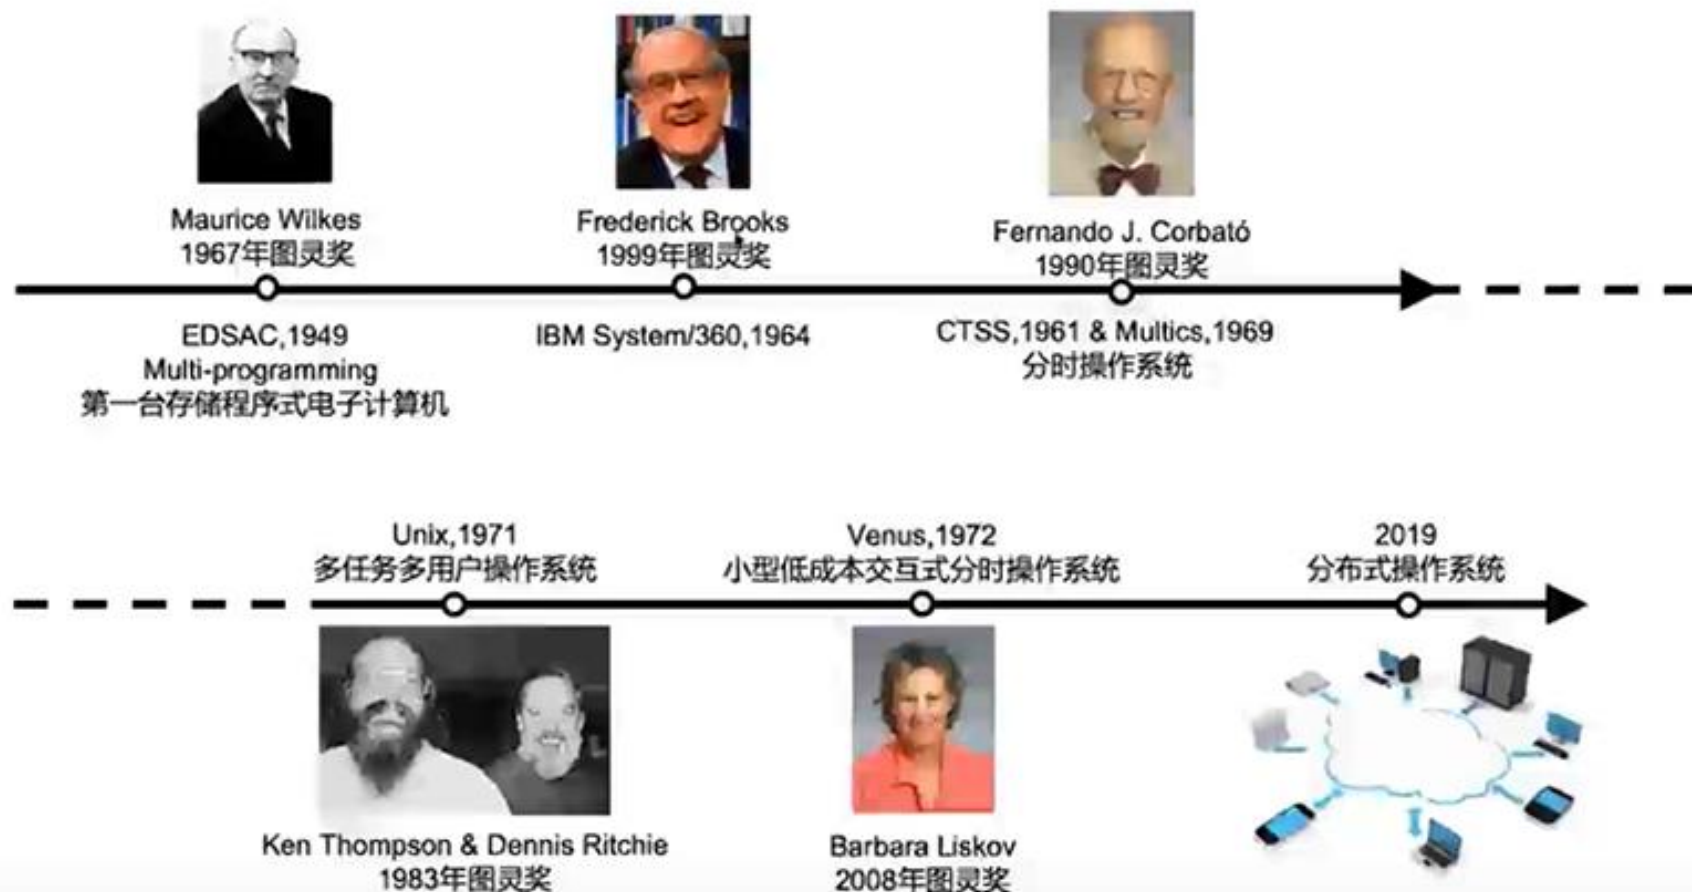 Maurice Wilkes
1967年图灵奖
Frederick Brooks
1999年图灵奖
Fernando J. Corbató
1990年图灵奖
EDSAC,1949
Multi-programming
第一台存储程序式电子计算机
IBM System/360,1964
CTSS,1961 & Multics,1969
分时操作系统
Unix,1971
多任务多用户操作系统
Venus,1972
小型低成本交互式分时操作系统
2019
分布式操作系统
Ken Thompson & Dennis Ritchie
1983年图灵奖
Barbara Liskov
2008年图灵奖